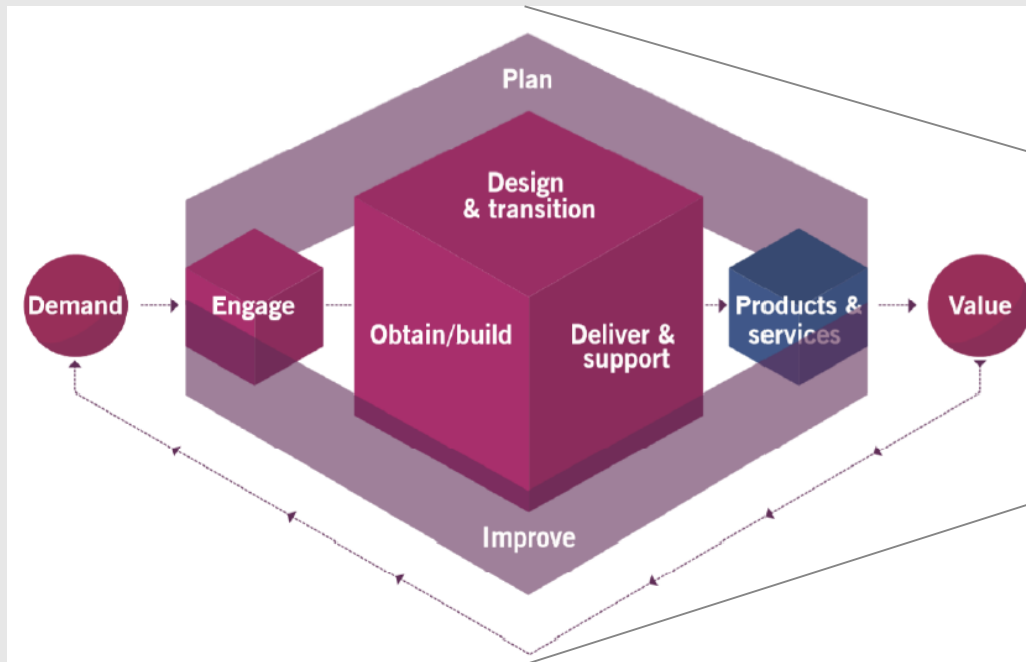 Plan
Design
& transition
Demand
Engage
Obtain/build
Deliver &
support
Products &
services
Value
Improve